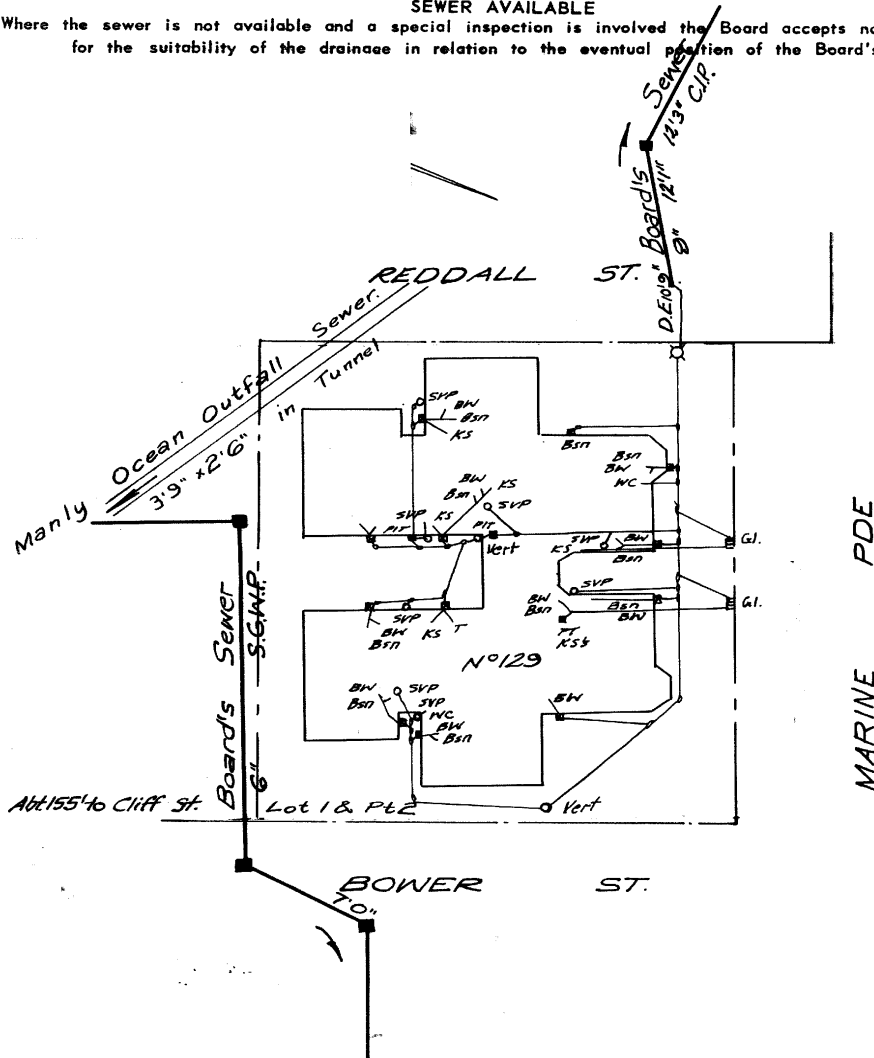 SEWER AVAILABLE
Where the sewer is not available and a special inspection is involved the Board accepts no
for the suitability of the drainage in relation to the eventual position of the Board's
Sewer
12'3" C.I.P.
Board's
12'1"
9"
D.E10'9"
REDDALL ST.
Manly Ocean Outfall Sewer.
3'9" x 2'6" in Tunnel
SVP
BW
Bsn
KS
Bsn
Bsn
BW
WC
BW
KS
Bsn
SVP
PIT
SVP
KS
PIT
Vert
SVP
BW
KS
Bsn
G.I.
SVP
BW
Bsn
Bsn
BW
G.I.
SVP
BW
Bsn
KS
T
TT
KS's
Nº 129
BW
SVP
Bsn
SVP
WC
BW
Bsn
BW
Vert
MARINE PDE
Board's Sewer
6" S.G.W.P.
Abt 155' to Cliff St.
Lot 1 & Pt 2
BOWER ST.
7'0"